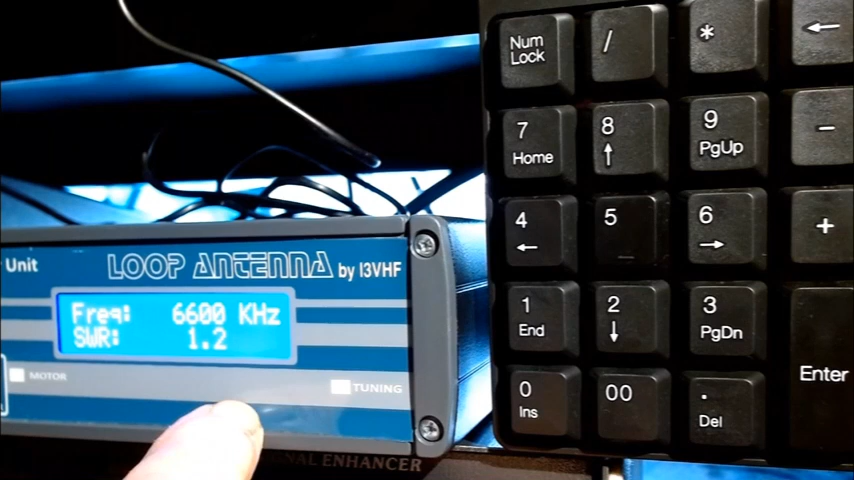 Unit
LOOP ANTENNA by I3VHF
Freq: 6600 KHz
SWR: 1.2
MOTOR
TUNING
ENHANCER
Num Lock
/
*
←
7 Home
8 ↑
9 PgUp
-
4 ←
5
6 →
+
1 End
2 ↓
3 PgDn
Enter
0 Ins
00
. Del